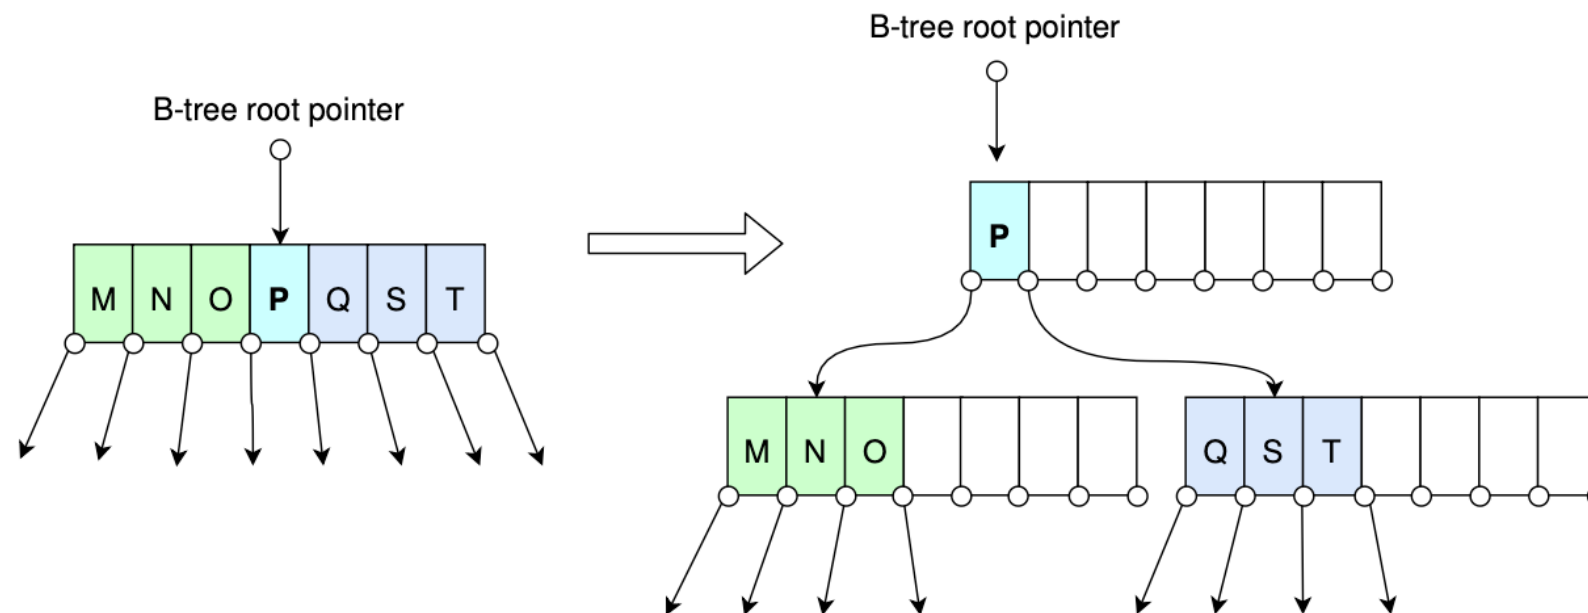 B-tree root pointer
M N O P Q S T
B-tree root pointer
P
M N O
Q S T